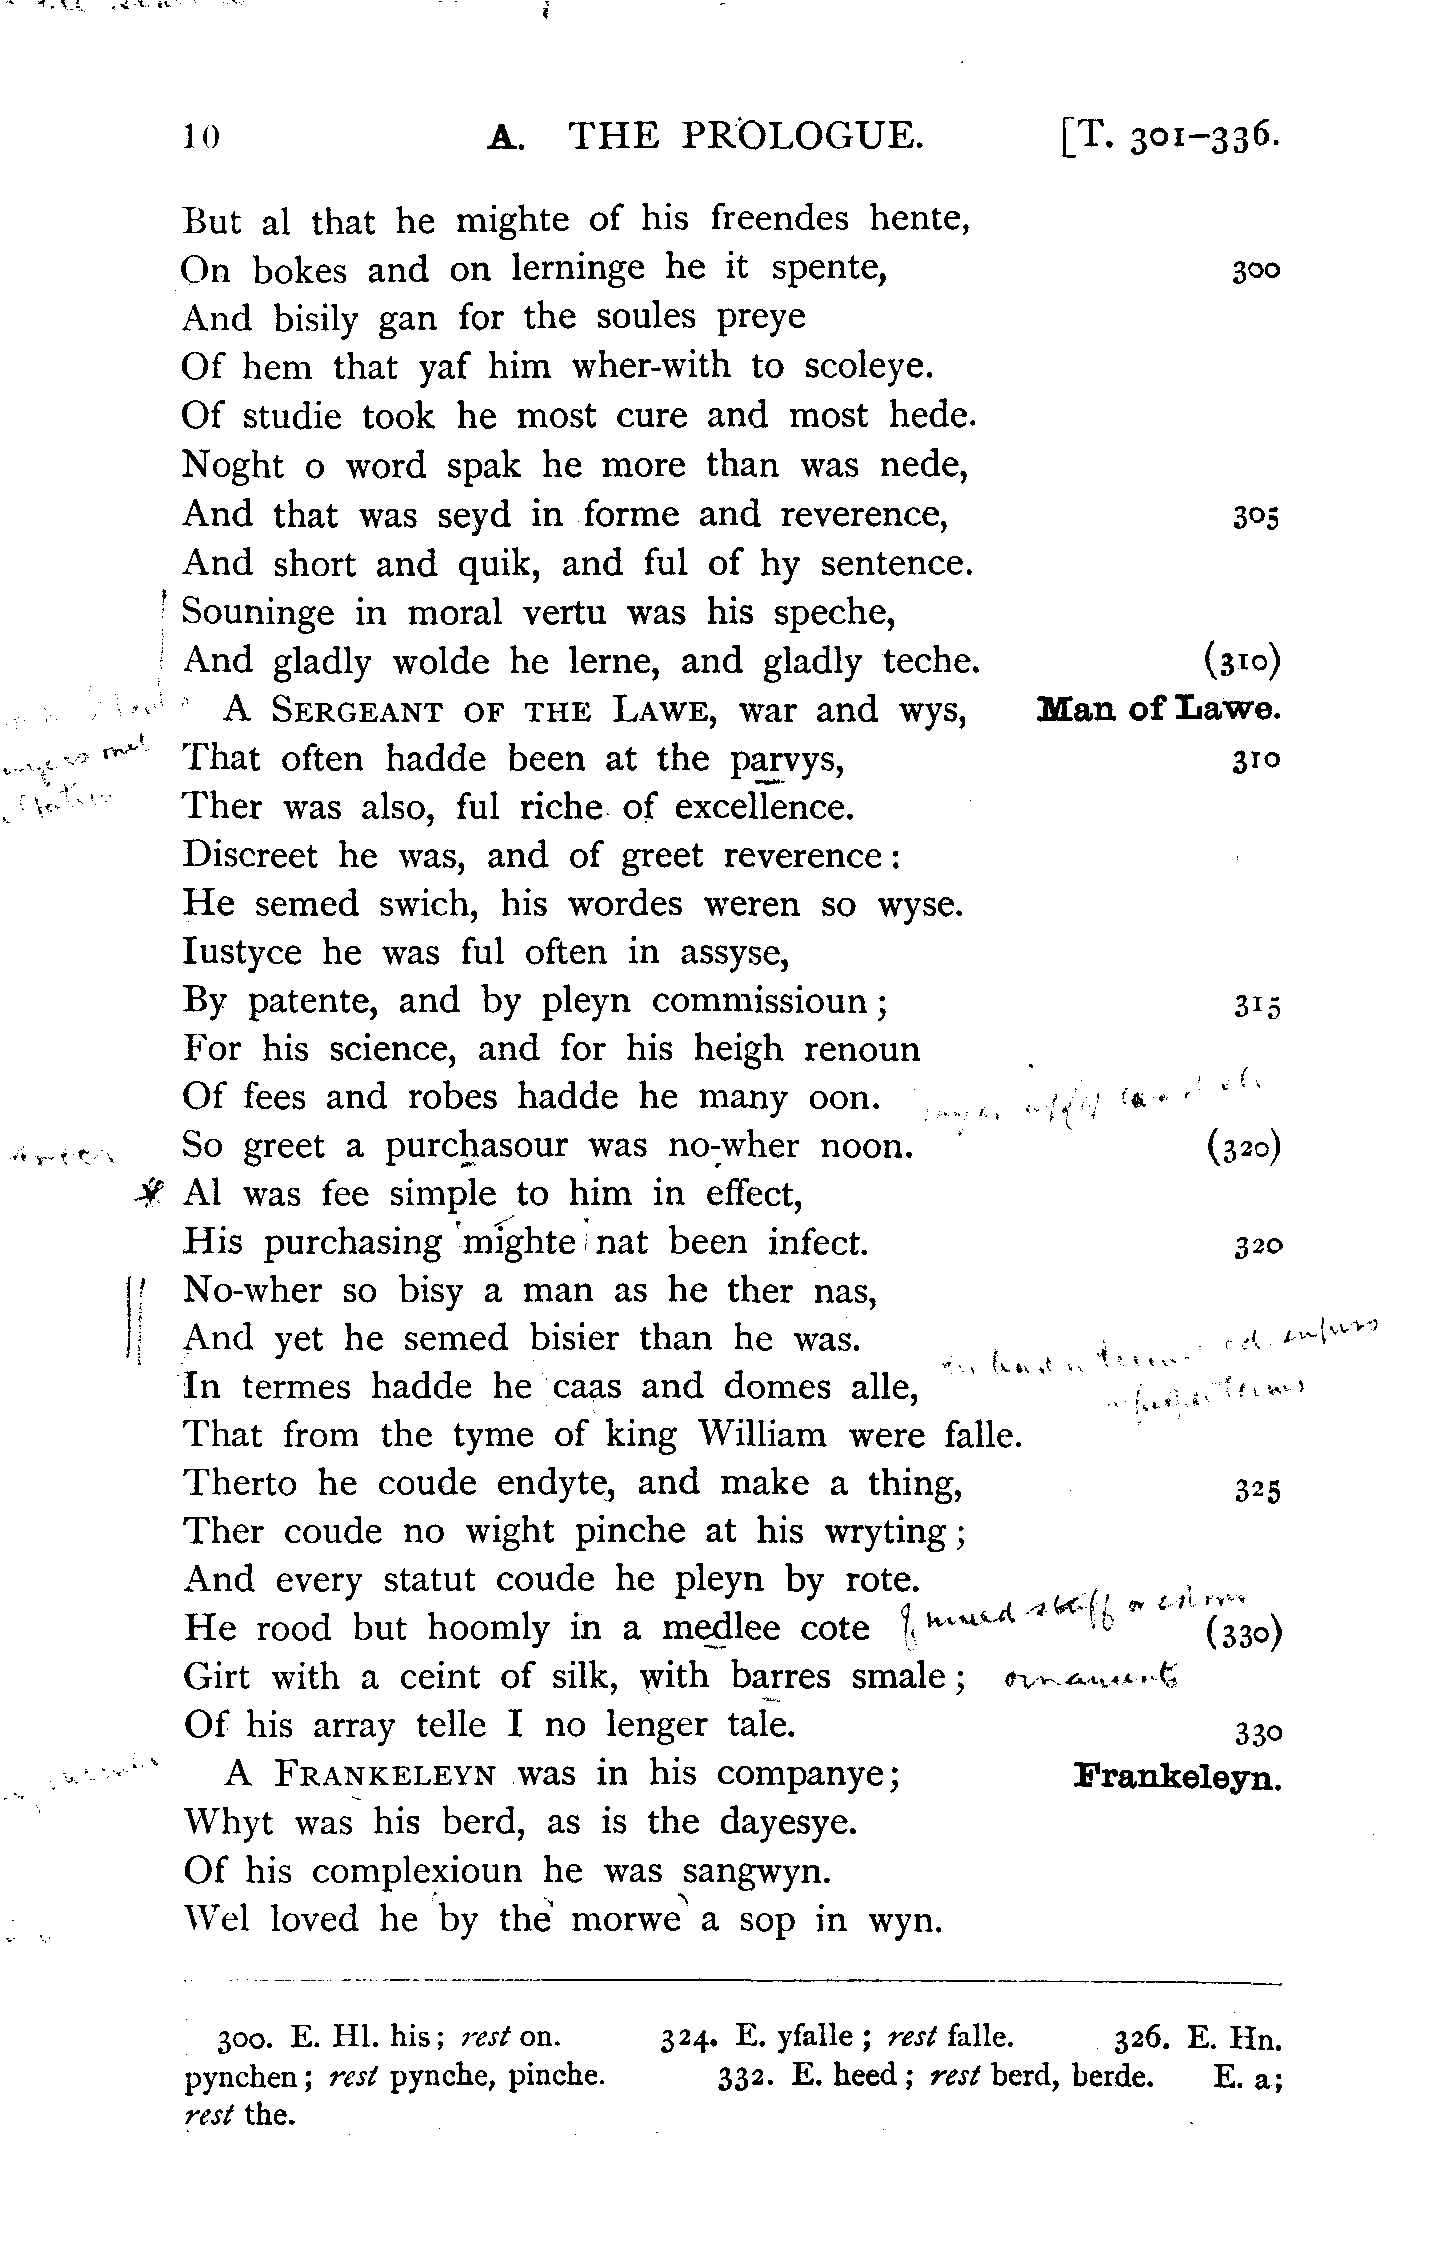 10 A. THE PROLOGUE. [T. 301–336.
But al that he mighte of his freendes hente,
On bokes and on lerninge he it spente, 300
And bisily gan for the soules preye
Of hem that yaf him wher-with to scoleye.
Of studie took he most cure and most hede.
Noght o word spak he more than was nede,
And that was seyd in forme and reverence, 305
And short and quik, and ful of hy sentence.
Souninge in moral vertu was his speche,
And gladly wolde he lerne, and gladly teche. (310)
A SERGEANT OF THE LAWE, war and wys, Man of Lawe.
That often hadde been at the parvys, 310
Ther was also, ful riche of excellence.
Discreet he was, and of greet reverence:
He semed swich, his wordes weren so wyse.
Iustyce he was ful often in assyse,
By patente, and by pleyn commissioun; 315
For his science, and for his heigh renoun
Of fees and robes hadde he many oon.
So greet a purchasour was no-wher noon. (320)
Al was fee simple to him in effect,
His purchasing mighte nat been infect. 320
No-wher so bisy a man as he ther nas,
And yet he semed bisier than he was.
In termes hadde he caas and domes alle,
That from the tyme of king William were falle.
Therto he coude endyte, and make a thing, 325
Ther coude no wight pinche at his wryting;
And every statut coude he pleyn by rote.
He rood but hoomly in a medlee cote mixed stuff or (330)
Girt with a ceint of silk, with barres smale; ornaments
Of his array telle I no lenger tale. 330
A FRANKELEYN was in his companye; Frankeleyn.
Whyt was his berd, as is the dayesye.
Of his complexioun he was sangwyn.
Wel loved he by the morwe a sop in wyn.
300. E. Hl. his; rest on. 324. E. yfalle; rest falle. 326. E. Hn.
pynchen; rest pynche, pinche. 332. E. heed; rest berd, berde. E. a;
rest the.